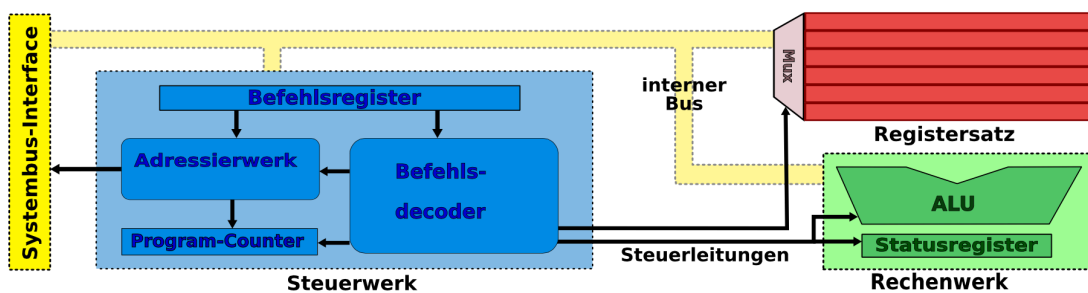 Systembus-Interface
Befehlsregister
Adressierwerk
Befehls-
decoder
Program-Counter
Steuerwerk
interner
Bus
Mux
Registersatz
ALU
Statusregister
Steuerleitungen
Rechenwerk